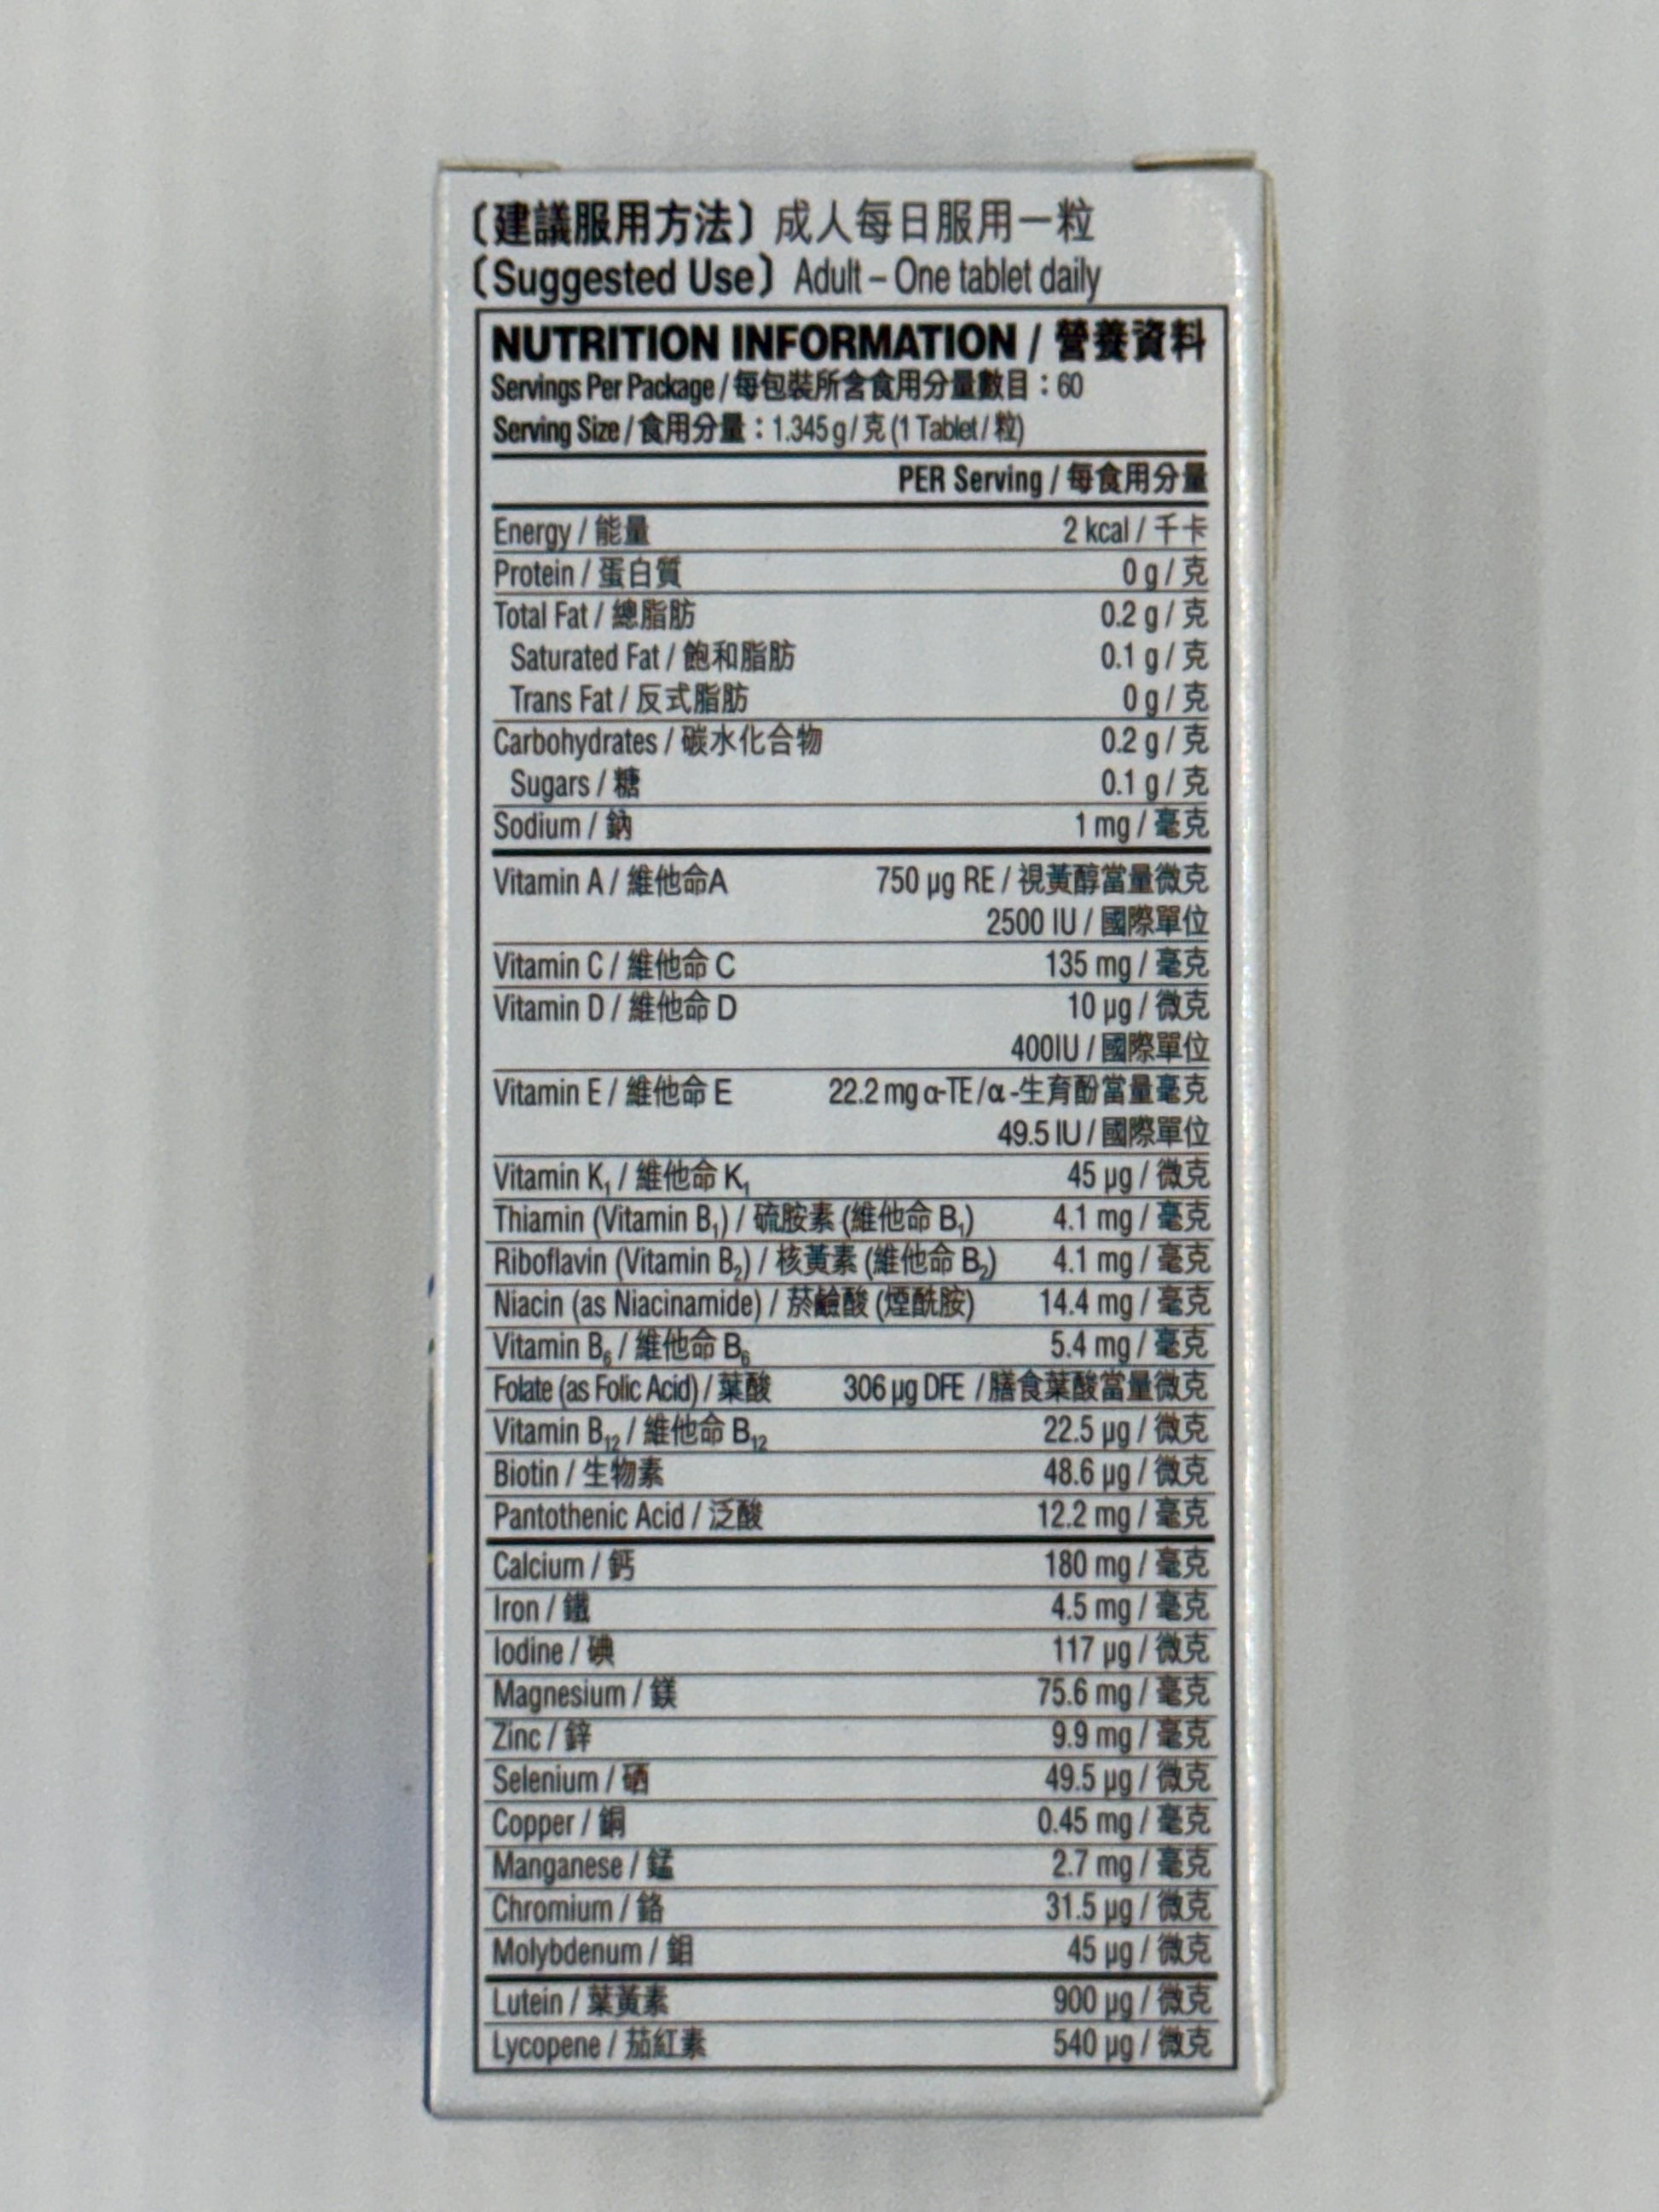 〔建議服用方法〕成人每日服用一粒
〔Suggested Use〕Adult – One tablet daily
NUTRITION INFORMATION / 營養資料
Servings Per Package / 每包裝所含食用分量數目：60
Serving Size / 食用分量：1.345 g / 克 (1 Tablet / 粒)
PER Serving / 每食用分量
Energy / 能量 2 kcal / 千卡
Protein / 蛋白質 0 g / 克
Total Fat / 總脂肪 0.2 g / 克
Saturated Fat / 飽和脂肪 0.1 g / 克
Trans Fat / 反式脂肪 0 g / 克
Carbohydrates / 碳水化合物 0.2 g / 克
Sugars / 糖 0.1 g / 克
Sodium / 鈉 1 mg / 毫克
Vitamin A / 維他命A 750 µg RE / 視黃醇當量微克
2500 IU / 國際單位
Vitamin C / 維他命 C 135 mg / 毫克
Vitamin D / 維他命 D 10 µg / 微克
400IU / 國際單位
Vitamin E / 維他命 E 22.2 mg α-TE / α -生育酚當量毫克
49.5 IU / 國際單位
Vitamin K₁ / 維他命 K₁ 45 µg / 微克
Thiamin (Vitamin B₁) / 硫胺素 (維他命 B₁) 4.1 mg / 毫克
Riboflavin (Vitamin B₂) / 核黃素 (維他命 B₂) 4.1 mg / 毫克
Niacin (as Niacinamide) / 菸鹼酸 (煙酰胺) 14.4 mg / 毫克
Vitamin B₆ / 維他命 B₆ 5.4 mg / 毫克
Folate (as Folic Acid) / 葉酸 306 µg DFE / 膳食葉酸當量微克
Vitamin B₁₂ / 維他命 B₁₂ 22.5 µg / 微克
Biotin / 生物素 48.6 µg / 微克
Pantothenic Acid / 泛酸 12.2 mg / 毫克
Calcium / 鈣 180 mg / 毫克
Iron / 鐵 4.5 mg / 毫克
Iodine / 碘 117 µg / 微克
Magnesium / 鎂 75.6 mg / 毫克
Zinc / 鋅 9.9 mg / 毫克
Selenium / 硒 49.5 µg / 微克
Copper / 銅 0.45 mg / 毫克
Manganese / 錳 2.7 mg / 毫克
Chromium / 鉻 31.5 µg / 微克
Molybdenum / 鉬 45 µg / 微克
Lutein / 葉黃素 900 µg / 微克
Lycopene / 茄紅素 540 µg / 微克